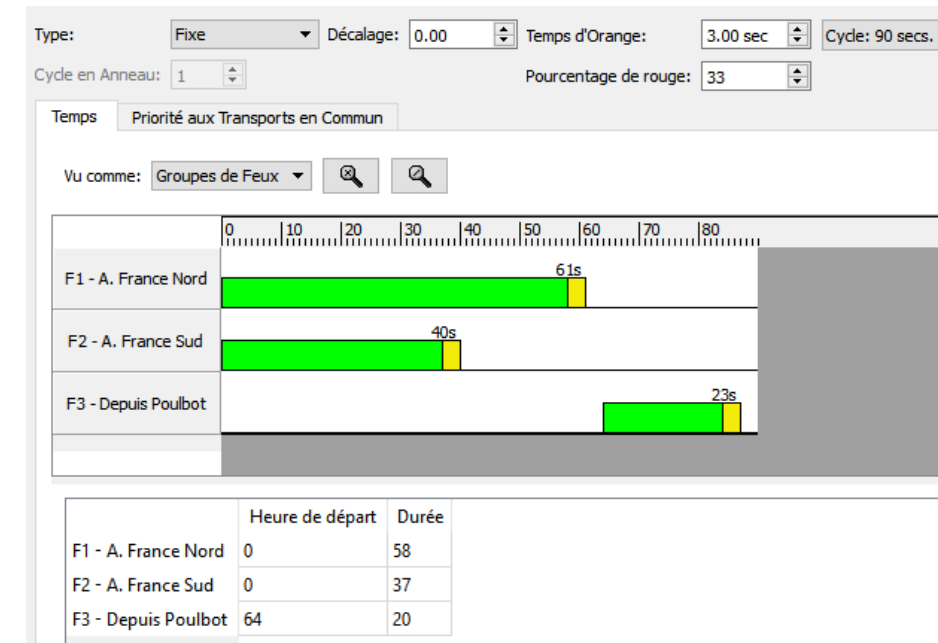 Type: Fixe Décalage: 0.00 Temps d'Orange: 3.00 sec Cycle: 90 secs.
Cycle en Anneau: 1 Pourcentage de rouge: 33
Temps Priorité aux Transports en Commun
Vu comme: Groupes de Feux
0 10 20 30 40 50 60 70 80
F1 - A. France Nord 61s
F2 - A. France Sud 40s
F3 - Depuis Poulbot 23s
Heure de départ Durée
F1 - A. France Nord 0 58
F2 - A. France Sud 0 37
F3 - Depuis Poulbot 64 20